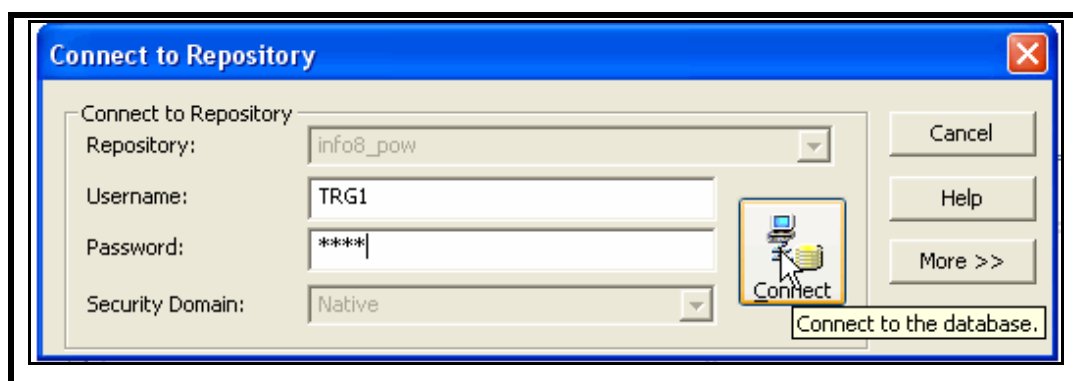 Connect to Repository
Connect to Repository
Repository: info8_pow
Cancel
Username: TRG1
Help
Password: ****
More >>
Connect
Security Domain: Native
Connect to the database.